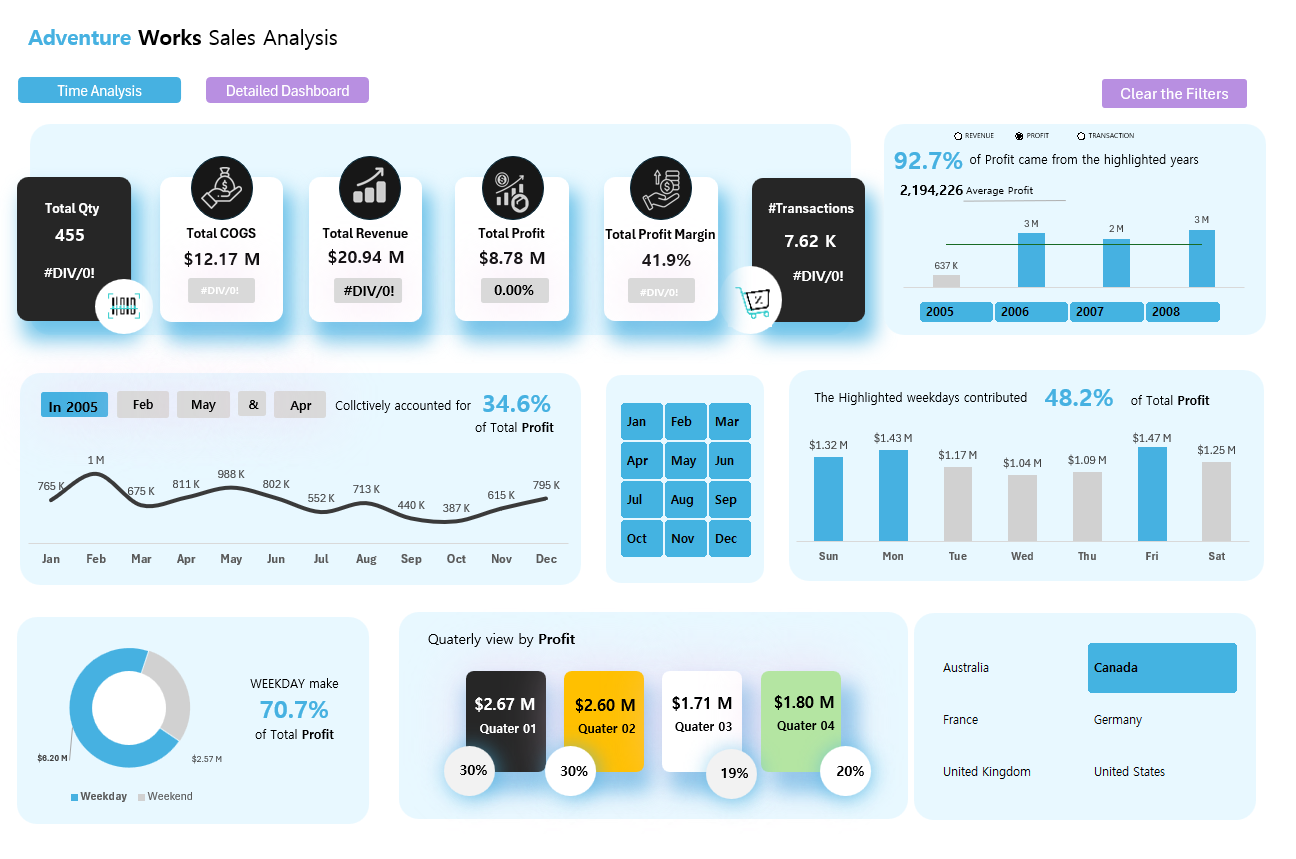 Adventure Works Sales Analysis
Time Analysis
Detailed Dashboard
Clear the Filters
Total Qty
455
#DIV/0!
Total COGS
$12.17 M
#DIV/0!
Total Revenue
$20.94 M
#DIV/0!
Total Profit
$8.78 M
0.00%
Total Profit Margin
41.9%
#DIV/0!
#Transactions
7.62 K
#DIV/0!
REVENUE
PROFIT
TRANSACTION
92.7% of Profit came from the highlighted years
2,194,226 Average Profit
637 K
3 M
2 M
3 M
2005
2006
2007
2008
In 2005
Feb
May
&
Apr
Collctively accounted for 34.6%
of Total Profit
765 K
1 M
675 K
811 K
988 K
802 K
552 K
713 K
440 K
387 K
615 K
795 K
Jan Feb Mar Apr May Jun Jul Aug Sep Oct Nov Dec
Jan Feb Mar
Apr May Jun
Jul Aug Sep
Oct Nov Dec
The Highlighted weekdays contributed 48.2% of Total Profit
$1.32 M
$1.43 M
$1.17 M
$1.04 M
$1.09 M
$1.47 M
$1.25 M
Sun Mon Tue Wed Thu Fri Sat
WEEKDAY make
70.7%
of Total Profit
$6.20 M
$2.57 M
Weekday Weekend
Quaterly view by Profit
$2.67 M
Quater 01
30%
$2.60 M
Quater 02
30%
$1.71 M
Quater 03
19%
$1.80 M
Quater 04
20%
Australia
Canada
France
Germany
United Kingdom
United States